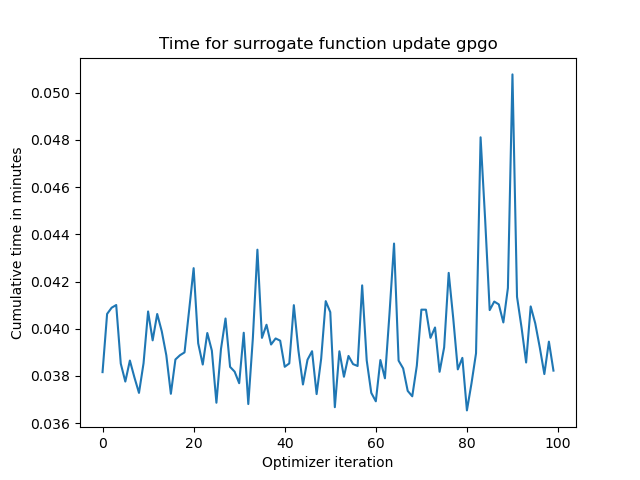 Time for surrogate function update gpgo
0.050
0.048
0.046
0.044
0.042
0.040
0.038
0.036
Cumulative time in minutes
0 20 40 60 80 100
Optimizer iteration